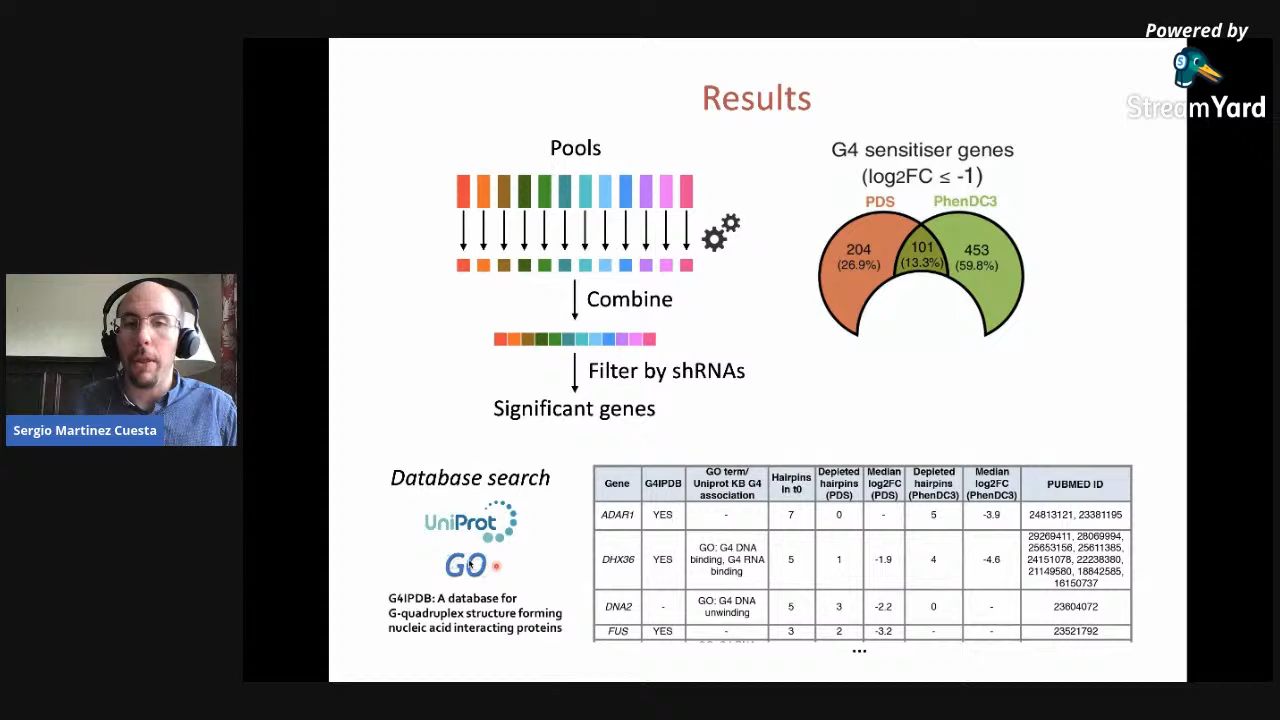 Powered by
StreamYard
Results
Pools
Combine
Filter by shRNAs
Significant genes
G4 sensitiser genes
(log2FC ≤ -1)
PDS
PhenDC3
204
(26.9%)
101
(13.3%)
453
(59.8%)
Sergio Martinez Cuesta
Database search
UniProt
GO
G4IPDB: A database for
G-quadruplex structure forming
nucleic acid interacting proteins
Gene G4IPDB GO term/ Uniprot KB G4 association Hairpins in t0 Depleted hairpins (PDS) Median log2FC (PDS) Depleted hairpins (PhenDC3) Median log2FC (PhenDC3) PUBMED ID
ADAR1 YES - 7 0 - 5 -3.9 24813121, 23381195
DHX36 YES GO: G4 DNA binding, G4 RNA binding 5 1 -1.9 4 -4.6 29269411, 28069994, 25653156, 25611385, 24151078, 22238380, 21149580, 18842585, 16150737
DNA2 - GO: G4 DNA unwinding 5 3 -2.2 0 - 23604072
FUS YES - 3 2 -3.2 - - 23521792
...